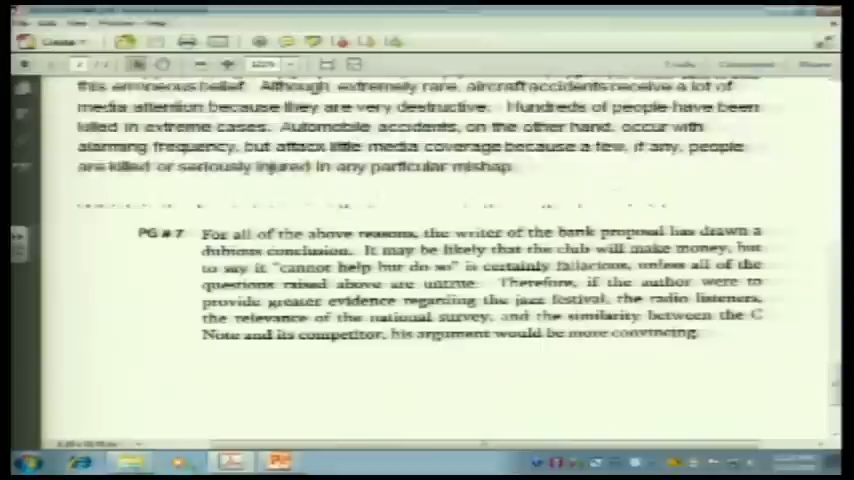 Create
this erroneous belief. Although extremely rare, aircraft accidents receive a lot of
media attention because they are very destructive. Hundreds of people have been
killed in extreme cases. Automobile accidents, on the other hand, occur with
alarming frequency, but attack little media coverage because a few, if any, people
are killed or seriously injured in any particular mishap
PG # 7 For all of the above reasons, the writer of the bank proposal has drawn a
dubious conclusion. It may be likely that the club will make money, but
to say it "cannot help but do so" is certainly fallacious, unless all of the
questions raised above are untrue. Therefore, if the author were to
provide greater evidence regarding the jazz festival, the radio listeners,
the relevance of the national survey, and the similarity between the C
Note and its competitor, his argument would be more convincing.